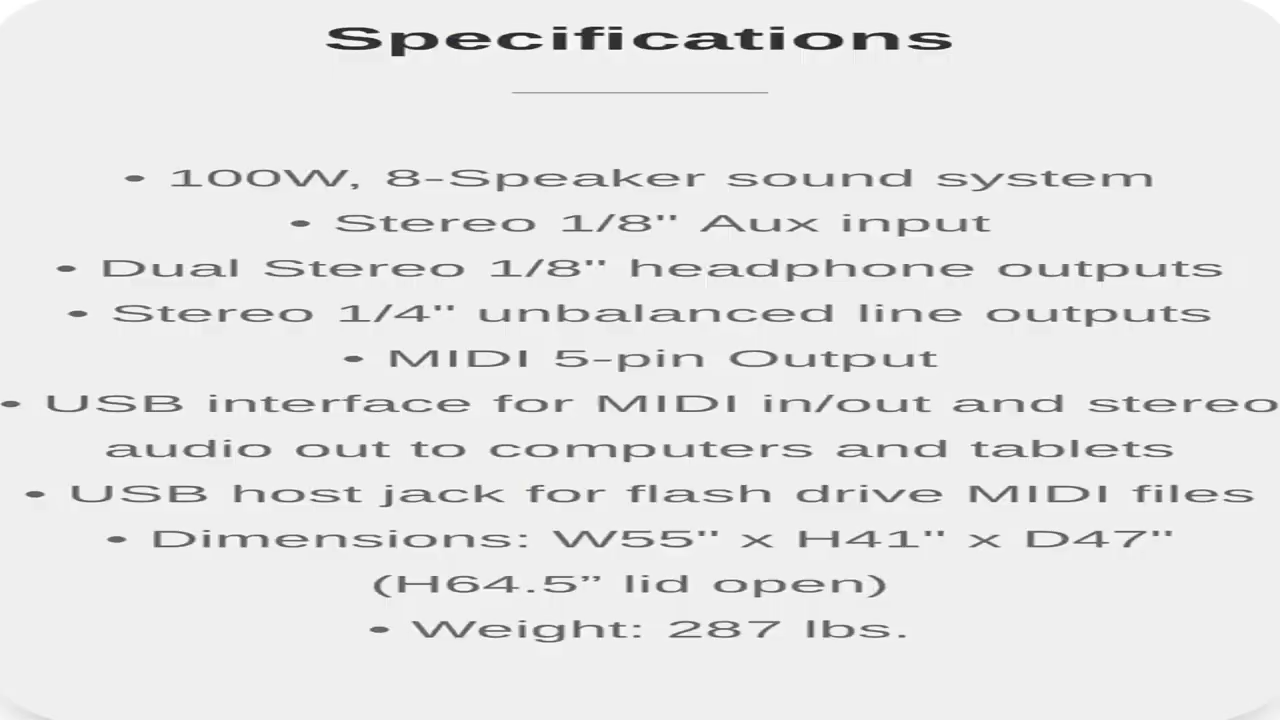 Specifications
• 100W, 8-Speaker sound system
• Stereo 1/8" Aux input
• Dual Stereo 1/8" headphone outputs
• Stereo 1/4" unbalanced line outputs
• MIDI 5-pin Output
• USB interface for MIDI in/out and stereo
audio out to computers and tablets
• USB host jack for flash drive MIDI files
• Dimensions: W55" x H41" x D47"
(H64.5” lid open)
• Weight: 287 lbs.